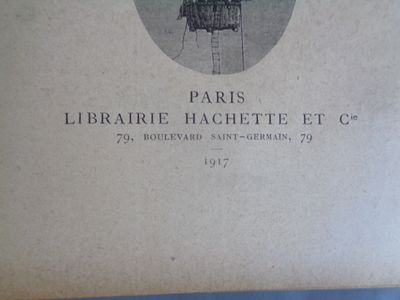 PARIS
LIBRAIRIE HACHETTE ET Cie
79, BOULEVARD SAINT-GERMAIN, 79
1917